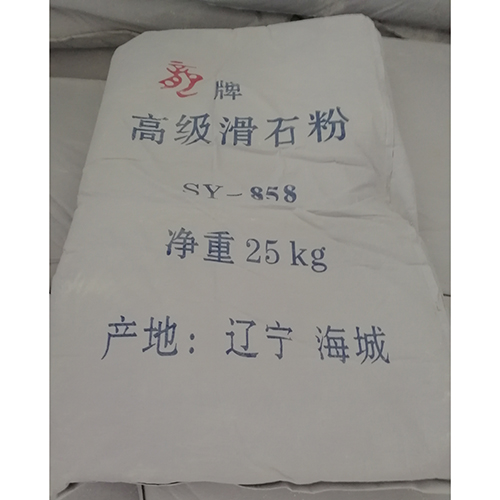 牌
高级滑石粉
SY-858
净重25kg
产地：辽宁 海城